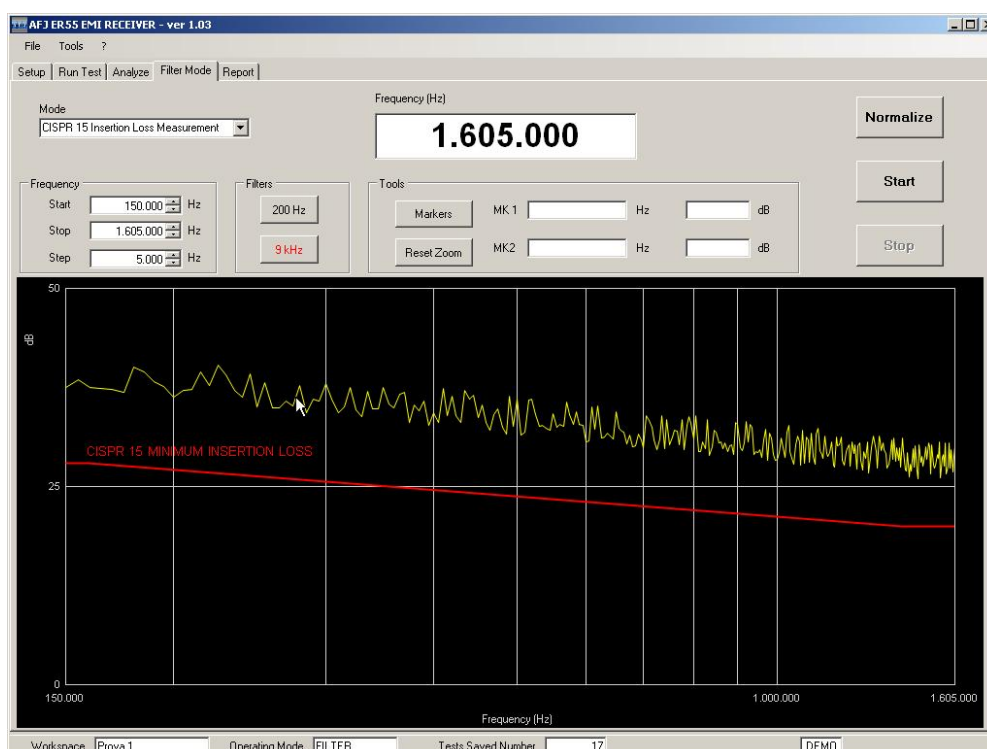 AFJ ER55 EMI RECEIVER - ver 1.03
File Tools ?
Setup Run Test Analyze Filter Mode Report
Mode
CISPR 15 Insertion Loss Measurement
Frequency (Hz)
1.605.000
Normalize
Start
Stop
Frequency
Start 150.000 Hz
Stop 1.605.000 Hz
Step 5.000 Hz
Filters
200 Hz
9 kHz
Tools
Markers MK 1 Hz dB
Reset Zoom MK2 Hz dB
50
dB
CISPR 15 MINIMUM INSERTION LOSS
25
0
150.000 1.000.000 1.605.000
Frequency (Hz)
Workspace Prova 1 Operating Mode FILTER Tests Saved Number 17 DEMO